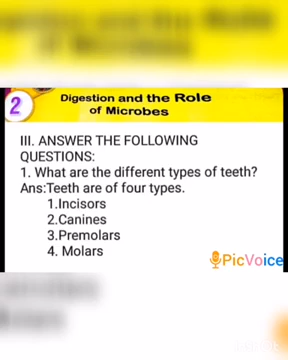 2
Digestion and the Role
of Microbes
III. ANSWER THE FOLLOWING
QUESTIONS:
1. What are the different types of teeth?
Ans:Teeth are of four types.
1.Incisors
2.Canines
3.Premolars
4. Molars
PicVoice